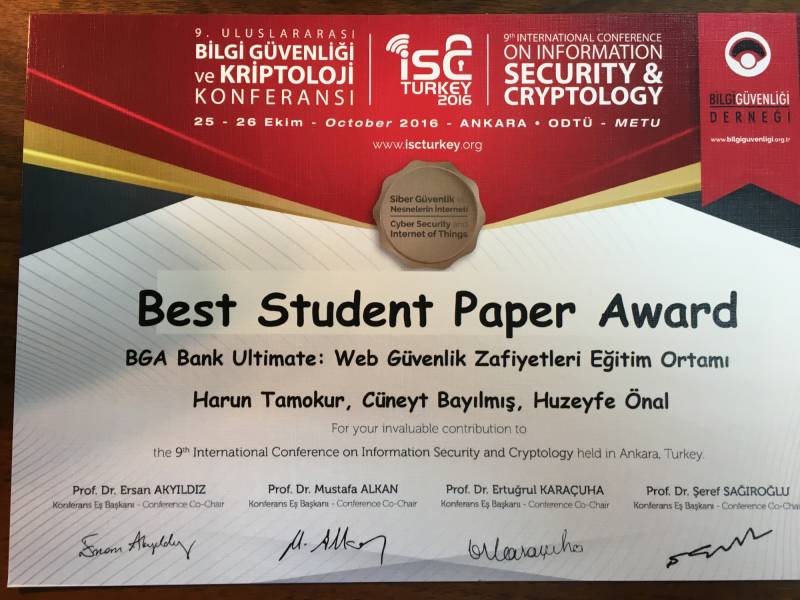 9. ULUSLARARASI
BİLGİ GÜVENLİĞİ
ve KRİPTOLOJİ
KONFERANSI
ISC
TURKEY
2016
9th INTERNATIONAL CONFERENCE
ON INFORMATION
SECURITY &
CRYPTOLOGY
25 - 26 Ekim - October 2016 - ANKARA • ODTÜ - METU
www.iscturkey.org
BİLGİGÜVENLİĞİ
DERNEĞİ
www.bilgiguvenligi.org.tr
Siber Güvenlik ve
Nesnelerin İnterneti
Cyber Security and
Internet of Things
Best Student Paper Award
BGA Bank Ultimate: Web Güvenlik Zafiyetleri Eğitim Ortamı
Harun Tamokur, Cüneyt Bayılmış, Huzeyfe Önal
For your invaluable contribution to
the 9th International Conference on Information Security and Cryptology held in Ankara, Turkey.
Prof. Dr. Ersan AKYILDIZ
Konferans Eş Başkanı - Conference Co-Chair
Prof. Dr. Mustafa ALKAN
Konferans Eş Başkanı - Conference Co-Chair
Prof. Dr. Ertuğrul KARAÇUHA
Konferans Eş Başkanı - Conference Co-Chair
Prof. Dr. Şeref SAĞIROĞLU
Konferans Eş Başkanı - Conference Co-Chair